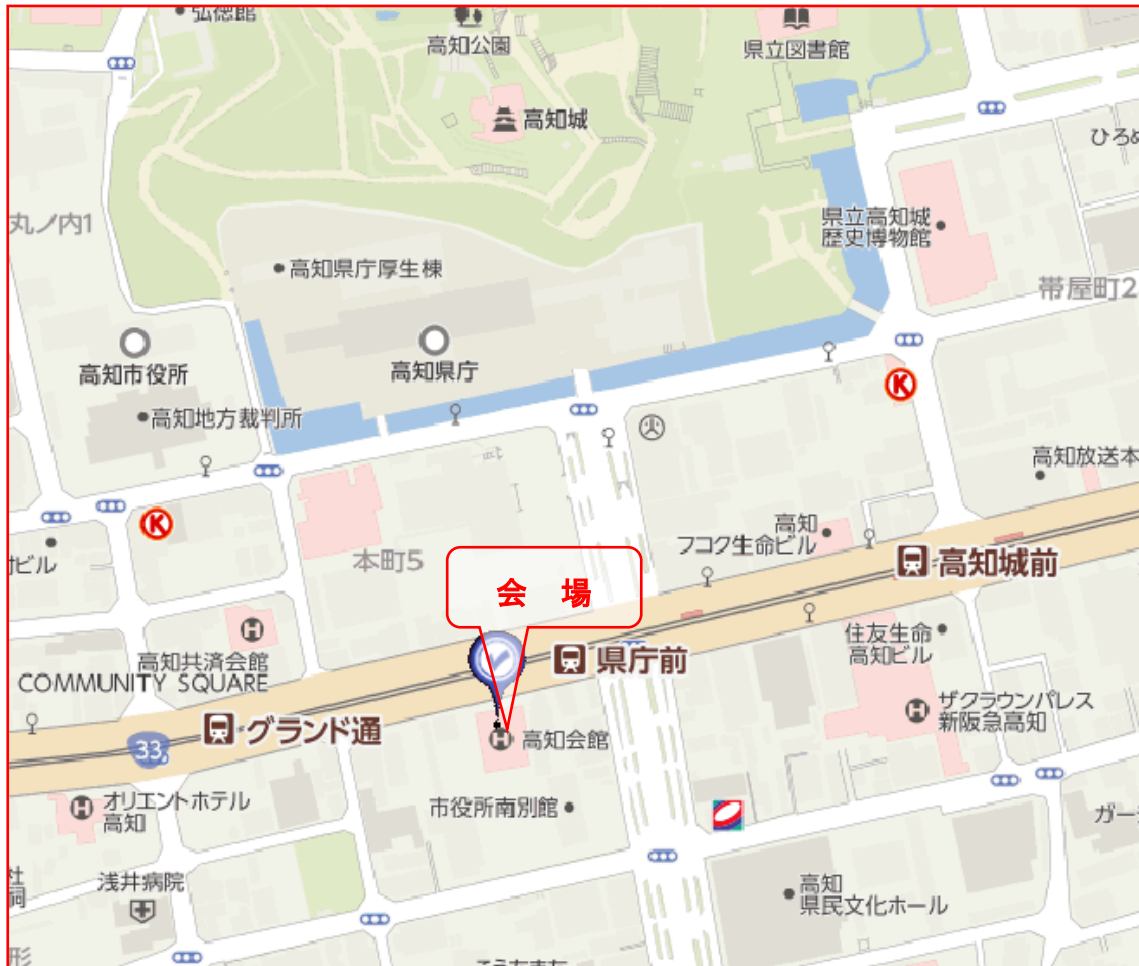 弘徳館
高知公園
県立図書館
高知城
ひろめ
丸ノ内1
県立高知城
歴史博物館
高知県庁厚生棟
帯屋町2
高知市役所
高知県庁
K
高知地方裁判所
高知放送本
K
高知
フコク生命ビル
ビル
本町5
高知城前
会 場
高知共済会館
COMMUNITY SQUARE
県庁前
住友生命
高知ビル
グランド通
33
H 高知会館
ザクラウンパレス
新阪急高知
オリエントホテル
高知
市役所南別館
ガー
浅井病院
高知
県民文化ホール
社
祠
形